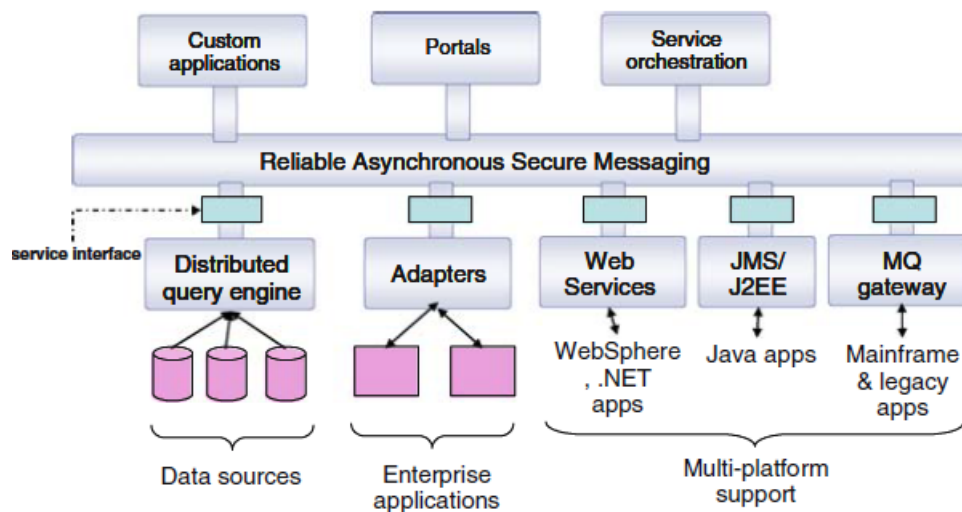 Custom
applications
Portals
Service
orchestration
Reliable Asynchronous Secure Messaging
service interface
Distributed
query engine
Adapters
Web
Services
JMS/
J2EE
MQ
gateway
WebSphere
, .NET
apps
Java apps
Mainframe
& legacy
apps
Data sources
Enterprise
applications
Multi-platform
support